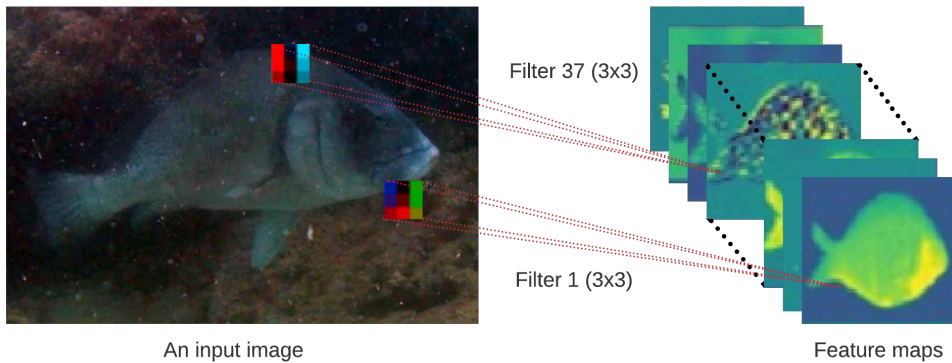 Filter 37 (3x3)
Filter 1 (3x3)
An input image
Feature maps